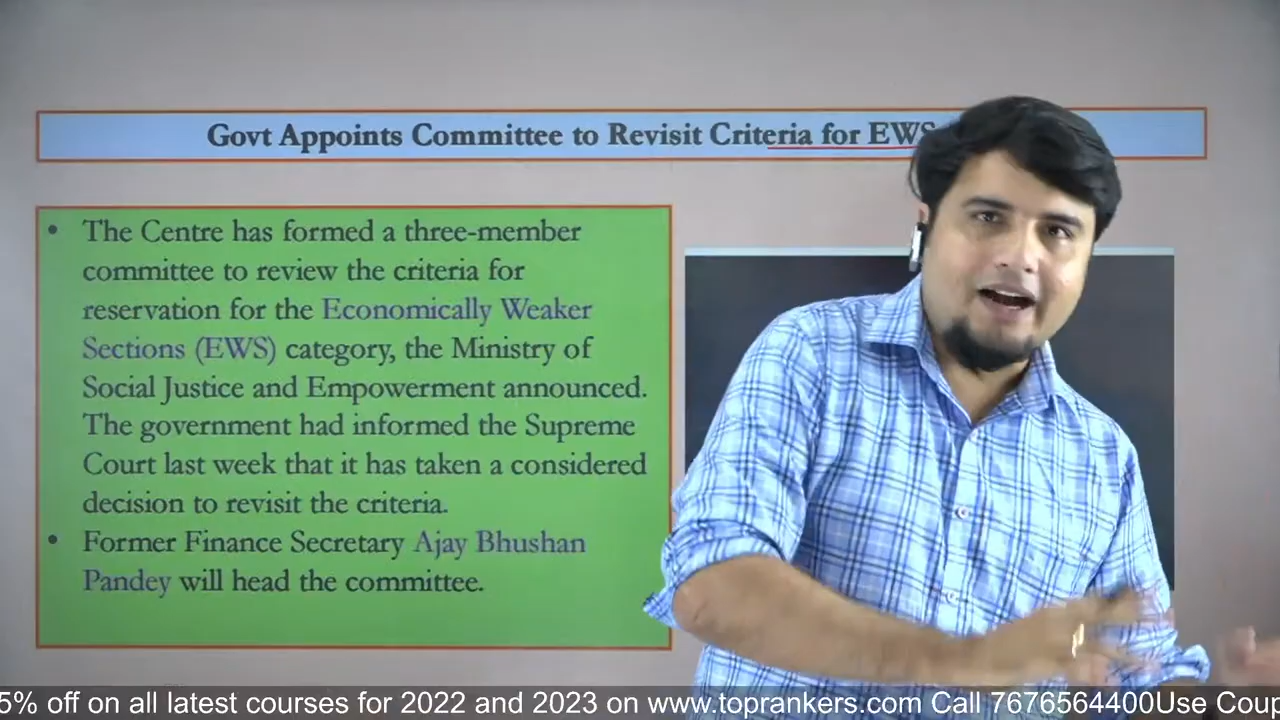 Govt Appoints Committee to Revisit Criteria for EWS
• The Centre has formed a three-member
committee to review the criteria for
reservation for the Economically Weaker
Sections (EWS) category, the Ministry of
Social Justice and Empowerment announced.
The government had informed the Supreme
Court last week that it has taken a considered
decision to revisit the criteria.
• Former Finance Secretary Ajay Bhushan
Pandey will head the committee.
5% off on all latest courses for 2022 and 2023 on www.toprankers.com Call 7676564400Use Coup